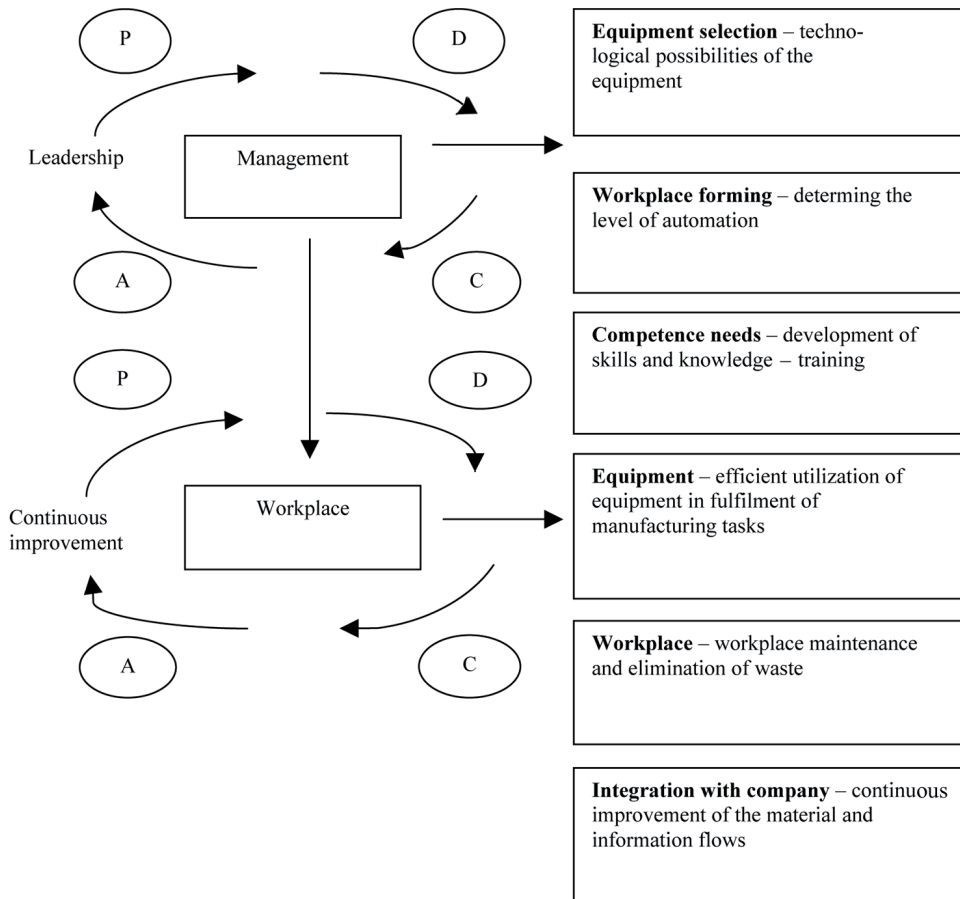 P
D
Leadership
Management
A
C
P
D
Continuous
improvement
Workplace
A
C
Equipment selection – techno-
logical possibilities of the
equipment
Workplace forming – determing the
level of automation
Competence needs – development of
skills and knowledge – training
Equipment – efficient utilization of
equipment in fulfilment of
manufacturing tasks
Workplace – workplace maintenance
and elimination of waste
Integration with company – continuous
improvement of the material and
information flows